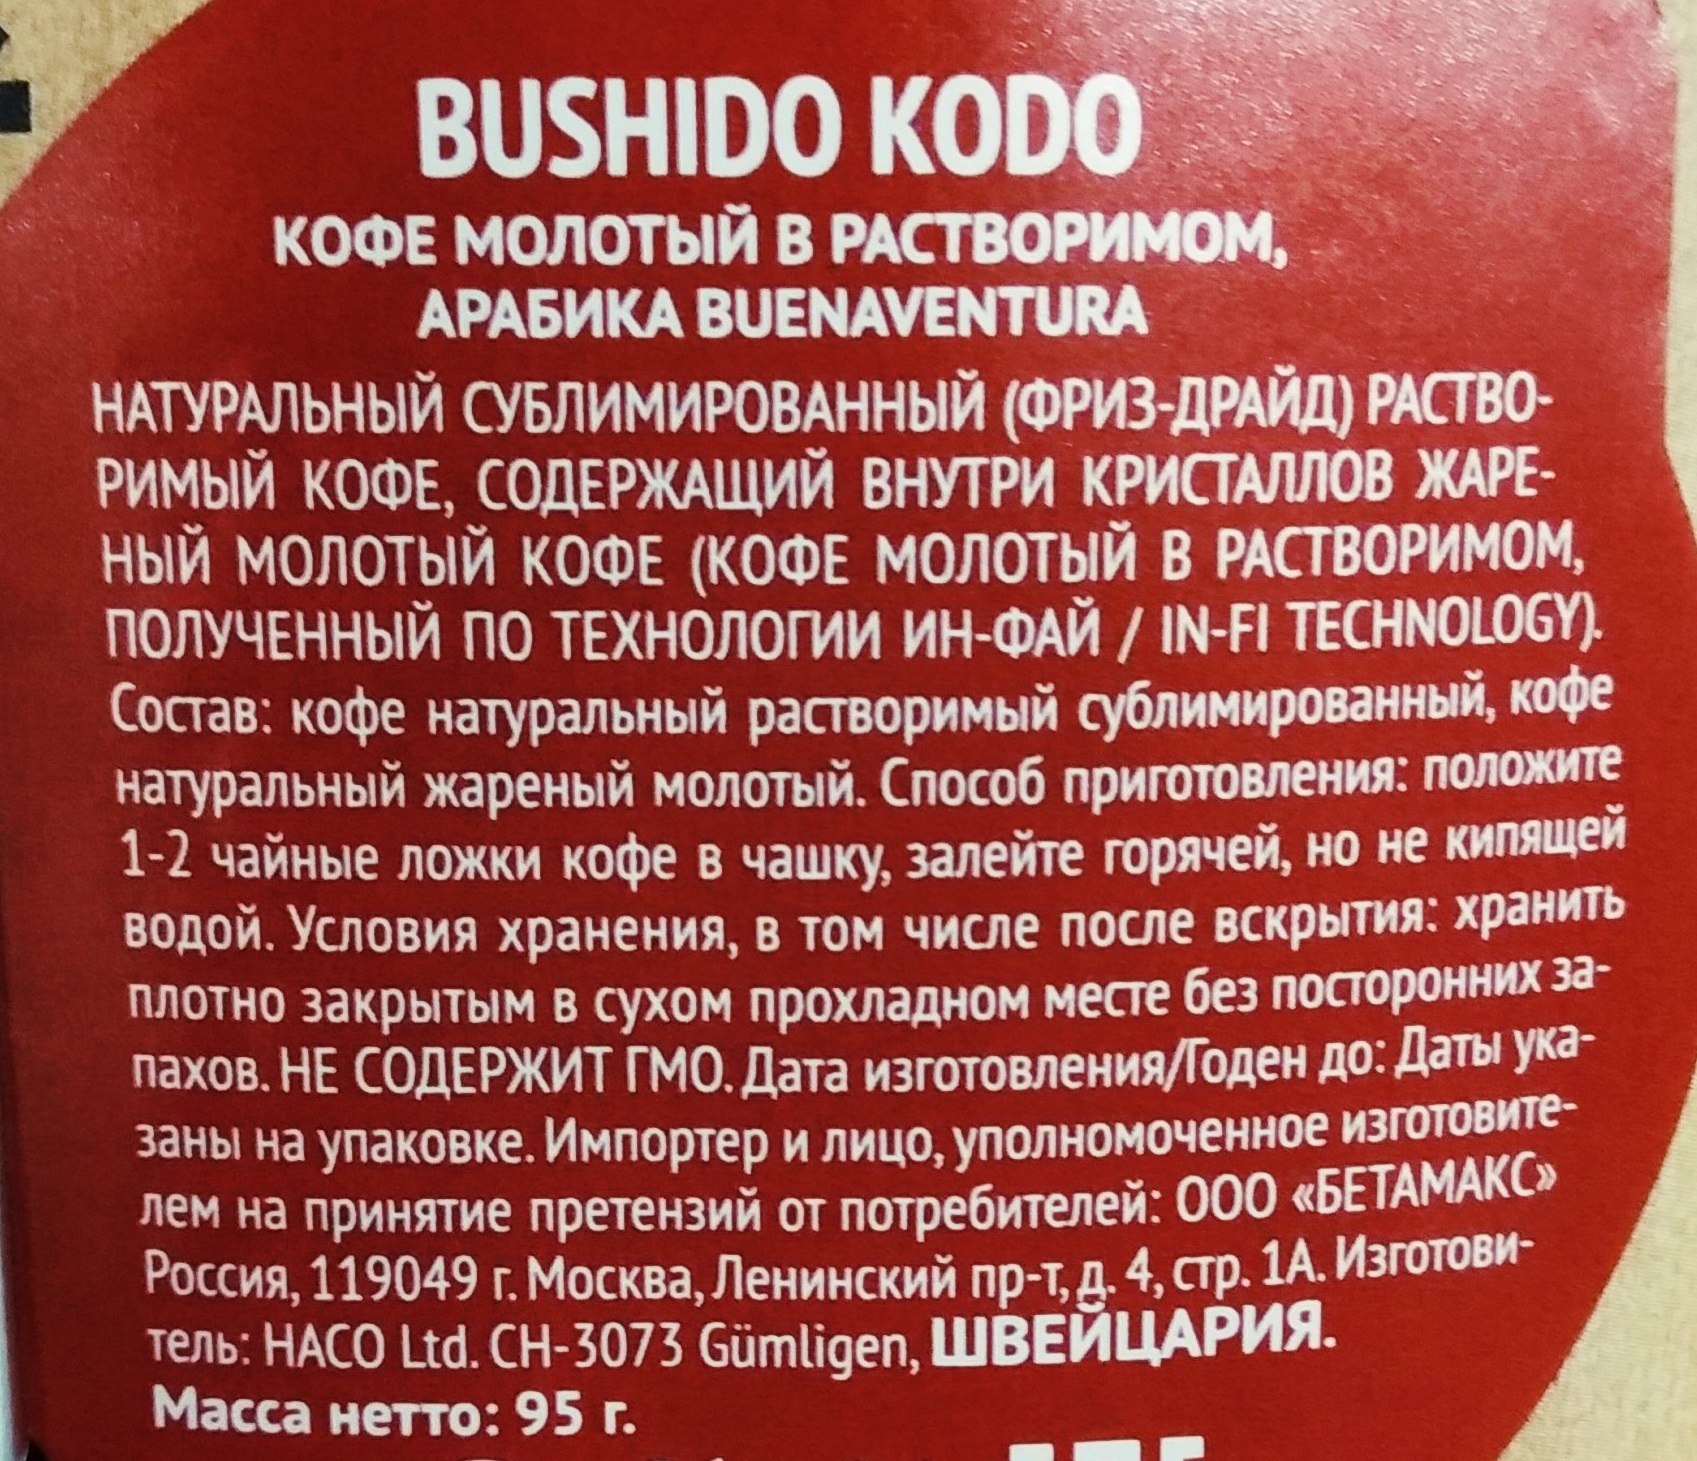 BUSHIDO KODO
КОФЕ МОЛОТЫЙ В РАСТВОРИМОМ,
АРАБИКА BUENAVENTURA
НАТУРАЛЬНЫЙ СУБЛИМИРОВАННЫЙ (ФРИЗ-ДРАЙД) РАСТВО-
РИМЫЙ КОФЕ, СОДЕРЖАЩИЙ ВНУТРИ КРИСТАЛЛОВ ЖАРЕ-
НЫЙ МОЛОТЫЙ КОФЕ (КОФЕ МОЛОТЫЙ В РАСТВОРИМОМ,
ПОЛУЧЕННЫЙ ПО ТЕХНОЛОГИИ ИН-ФАЙ / IN-FI TECHNOLOGY).
Состав: кофе натуральный растворимый сублимированный, кофе
натуральный жареный молотый. Способ приготовления: положите
1-2 чайные ложки кофе в чашку, залейте горячей, но не кипящей
водой. Условия хранения, в том числе после вскрытия: хранить
плотно закрытым в сухом прохладном месте без посторонних за-
пахов. НЕ СОДЕРЖИТ ГМО. Дата изготовления/Годен до: Даты ука-
заны на упаковке. Импортер и лицо, уполномоченное изготовите-
лем на принятие претензий от потребителей: ООО «БЕТАМАКС»
Россия, 119049 г. Москва, Ленинский пр-т, д. 4, стр. 1А. Изготови-
тель: HACO Ltd. CH-3073 Gümligen, ШВЕЙЦАРИЯ.
Масса нетто: 95 г.